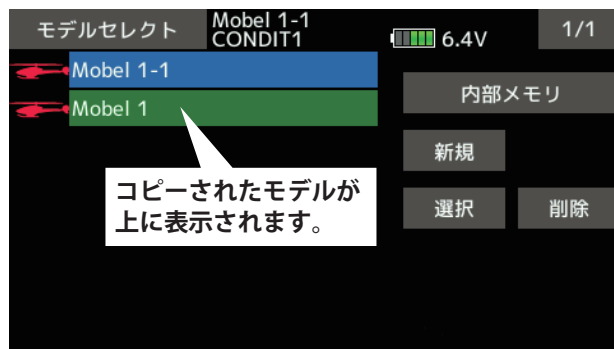 モデルセレクト
Mobel 1-1
CONDIT1
6.4V
1/1
Mobel 1-1
Mobel 1
内部メモリ
新規
選択
削除
コピーされたモデルが
上に表示されます。